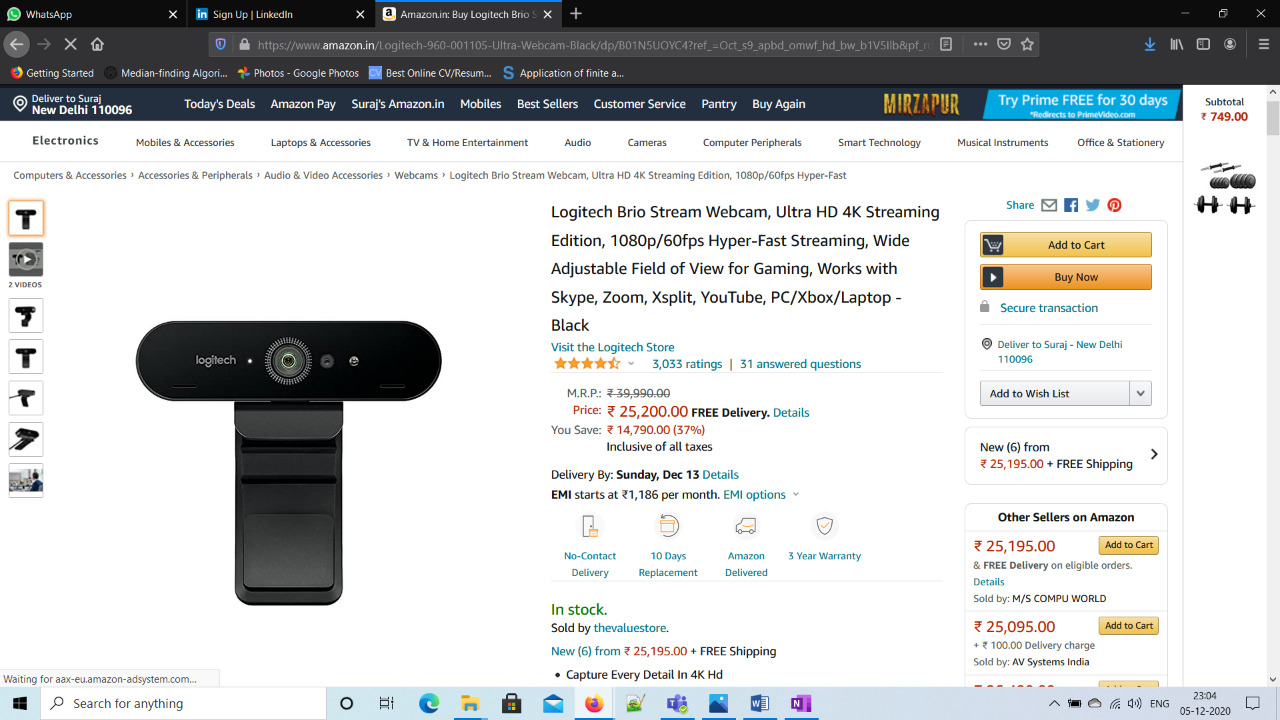 WhatsApp
Sign Up | LinkedIn
Amazon.in: Buy Logitech Brio S
https://www.amazon.in/Logitech-960-001105-Ultra-Webcam-Black/dp/B01N5UOYC4?ref_=Oct_s9_apbd_omwf_hd_bw_b1V5Ilb&pf_rd
Getting Started
Median-finding Algori...
Photos - Google Photos
CV Best Online CV/Resum...
S Application of finite a...
Deliver to Suraj
New Delhi 110096
Today's Deals
Amazon Pay
Suraj's Amazon.in
Mobiles
Best Sellers
Customer Service
Pantry
Buy Again
MIRZAPUR
Try Prime FREE for 30 days
*Redirects to PrimeVideo.com
Subtotal
₹ 749.00
Electronics
Mobiles & Accessories
Laptops & Accessories
TV & Home Entertainment
Audio
Cameras
Computer Peripherals
Smart Technology
Musical Instruments
Office & Stationery
Computers & Accessories › Accessories & Peripherals › Audio & Video Accessories › Webcams › Logitech Brio Stream Webcam, Ultra HD 4K Streaming Edition, 1080p/60fps Hyper-Fast
2 VIDEOS
logitech
Logitech Brio Stream Webcam, Ultra HD 4K Streaming
Edition, 1080p/60fps Hyper-Fast Streaming, Wide
Adjustable Field of View for Gaming, Works with
Skype, Zoom, Xsplit, YouTube, PC/Xbox/Laptop -
Black
Visit the Logitech Store
3,033 ratings | 31 answered questions
M.R.P.: ₹ 39,990.00
Price: ₹ 25,200.00 FREE Delivery. Details
You Save: ₹ 14,790.00 (37%)
Inclusive of all taxes
Delivery By: Sunday, Dec 13 Details
EMI starts at ₹1,186 per month. EMI options
No-Contact
Delivery
10 Days
Replacement
Amazon
Delivered
3 Year Warranty
In stock.
Sold by thevaluestore.
New (6) from ₹ 25,195.00 + FREE Shipping
• Capture Every Detail In 4K Hd
Share
Add to Cart
Buy Now
Secure transaction
Deliver to Suraj - New Delhi
110096
Add to Wish List
New (6) from
₹ 25,195.00 + FREE Shipping
Other Sellers on Amazon
₹ 25,195.00
Add to Cart
& FREE Delivery on eligible orders.
Details
Sold by: M/S COMPU WORLD
₹ 25,095.00
Add to Cart
+ ₹ 100.00 Delivery charge
Sold by: AV Systems India
Waiting for aax-eu.amazon-adsystem.com...
Search for anything
ENG
23:04
05-12-2020